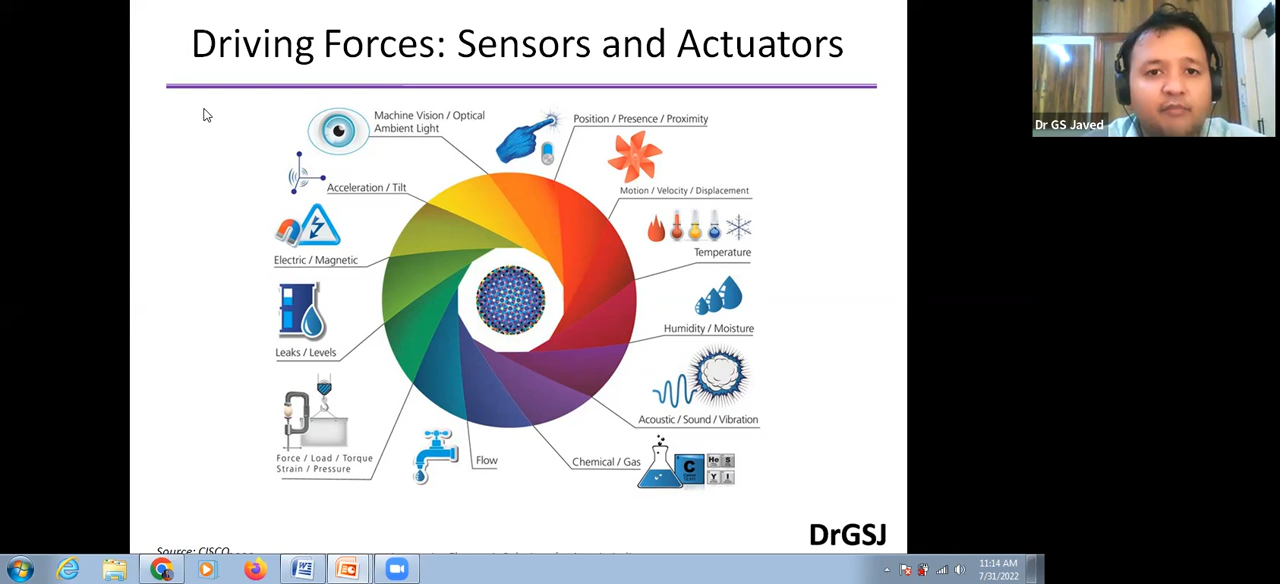 Driving Forces: Sensors and Actuators
Dr GS Javed
Machine Vision / Optical
Ambient Light
Position / Presence / Proximity
Acceleration / Tilt
Motion / Velocity / Displacement
Electric / Magnetic
Temperature
Humidity / Moisture
Leaks / Levels
Acoustic / Sound / Vibration
Force / Load / Torque
Strain / Pressure
Flow
Chemical / Gas
C
He S
Y I
DrGSJ
Source: CISCO
11:14 AM
7/31/2022